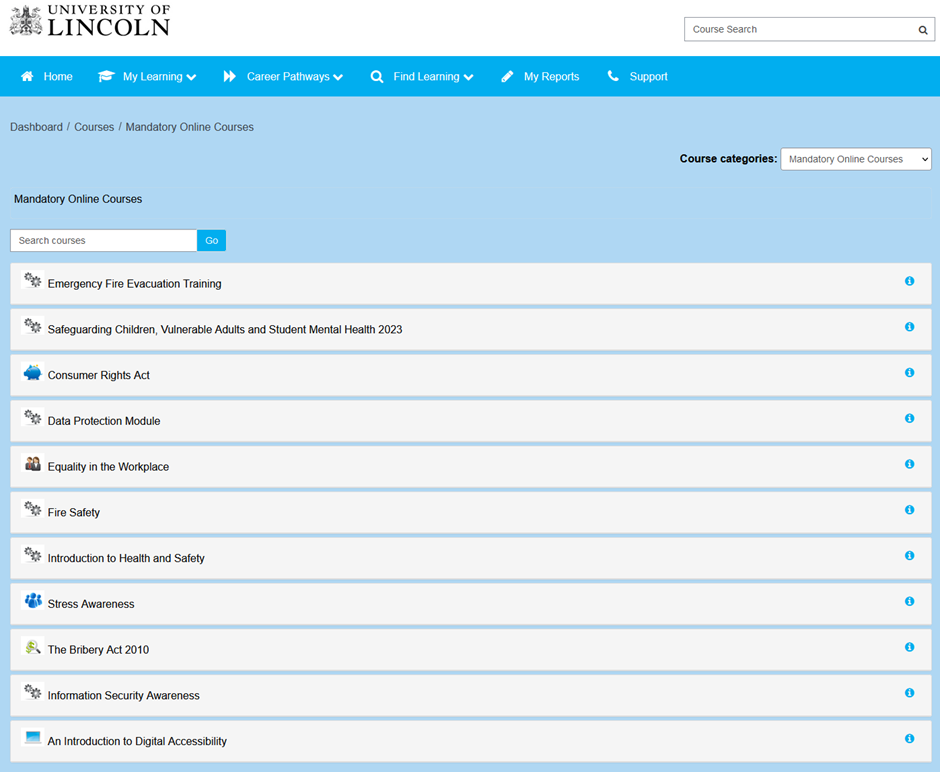 UNIVERSITY OF
LINCOLN
Course Search
Home My Learning Career Pathways Find Learning My Reports Support
Dashboard / Courses / Mandatory Online Courses
Course categories: Mandatory Online Courses
Mandatory Online Courses
Search courses Go
Emergency Fire Evacuation Training
Safeguarding Children, Vulnerable Adults and Student Mental Health 2023
Consumer Rights Act
Data Protection Module
Equality in the Workplace
Fire Safety
Introduction to Health and Safety
Stress Awareness
The Bribery Act 2010
Information Security Awareness
An Introduction to Digital Accessibility